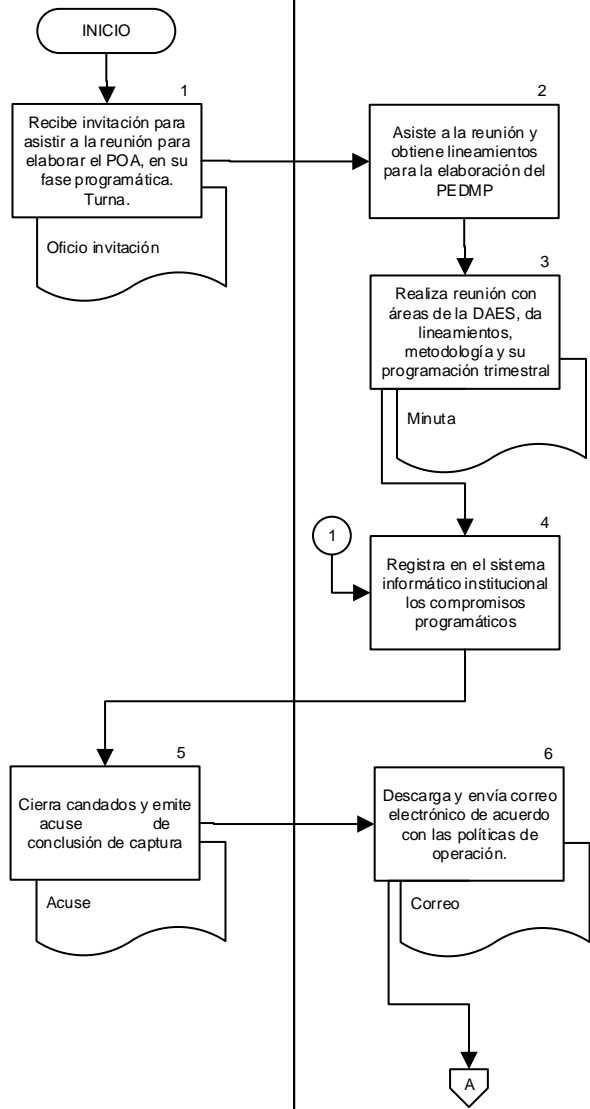 INICIO
1
Recibe invitación para
asistir a la reunión para
elaborar el POA, en su
fase programática.
Turna.
Oficio invitación
2
Asiste a la reunión y
obtiene lineamientos
para la elaboración del
PEDMP
3
Realiza reunión con
áreas de la DAES, da
lineamientos,
metodología y su
programación trimestral
Minuta
1
4
Registra en el sistema
informático institucional
los compromisos
programáticos
5
Cierra candados y emite
acuse de
conclusión de captura
Acuse
6
Descarga y envía correo
electrónico de acuerdo
con las políticas de
operación.
Correo
A